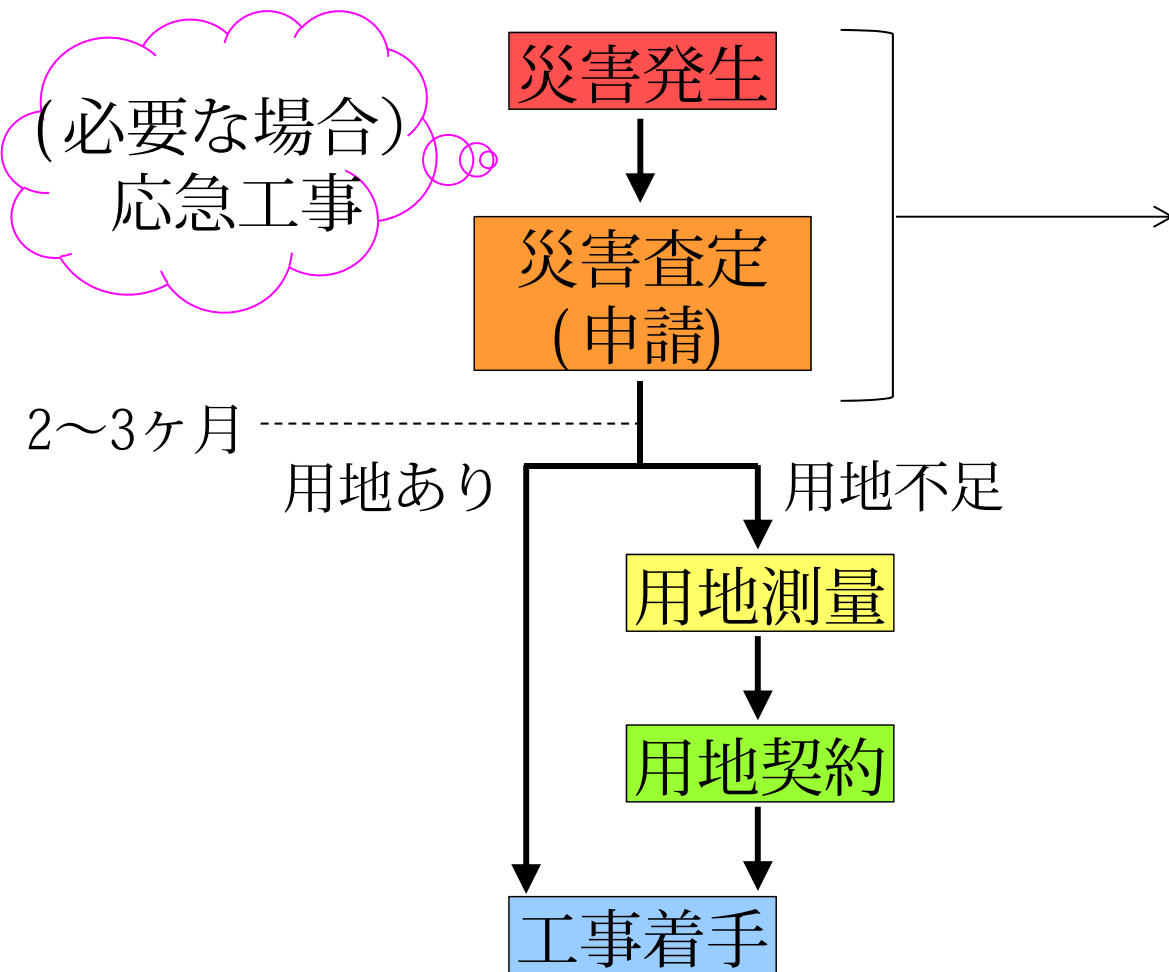 災害発生
(必要な場合)
応急工事
災害査定
(申請)
2～3ヶ月
用地あり
用地不足
用地測量
用地契約
工事着手